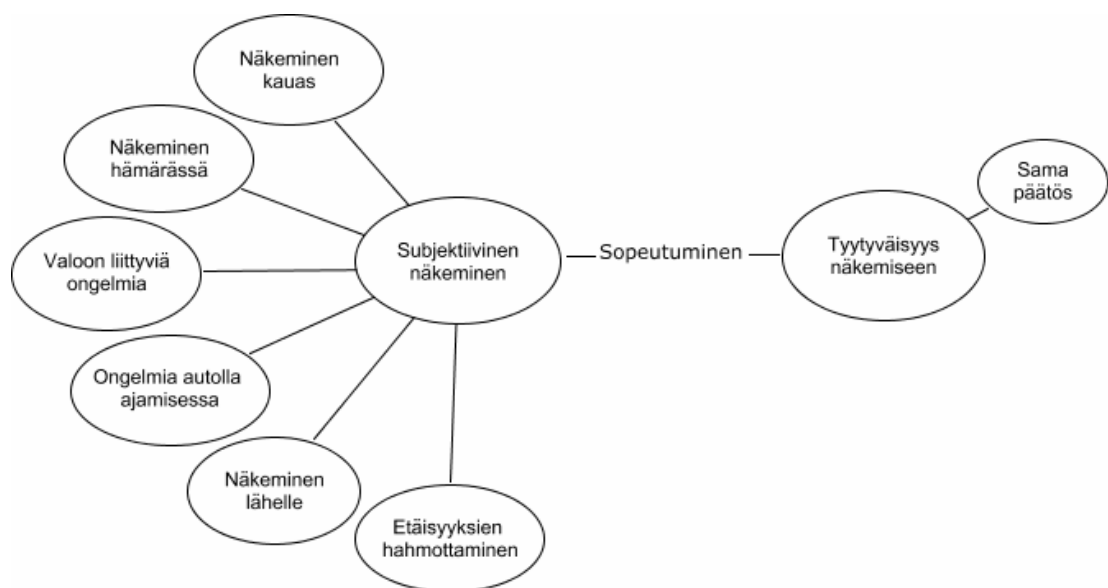 Näkeminen
kauas
Näkeminen
hämärässä
Valoon liittyviä
ongelmia
Ongelmia autolla
ajamisessa
Näkeminen
lähelle
Etäisyyksien
hahmottaminen
Subjektiivinen
näkeminen
Sopeutuminen
Tyytyväisyys
näkemiseen
Sama
päätös